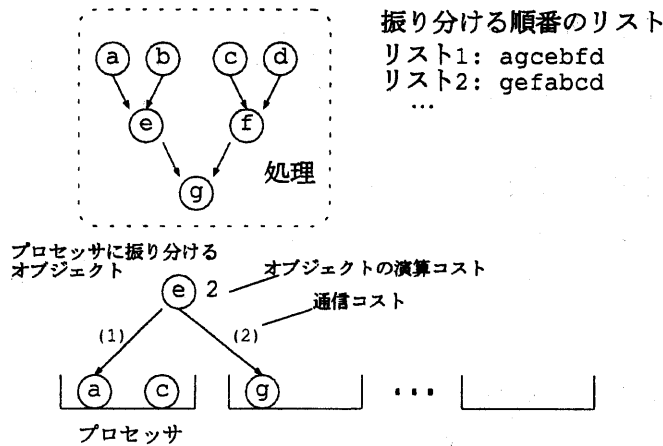 振り分ける順番のリスト
リスト1: agcebfd
リスト2: gefabcd
...
a b c d
e f
g
処理
プロセッサに振り分ける
オブジェクト
e 2
オブジェクトの演算コスト
通信コスト
(1) (2)
a c g ...
プロセッサ